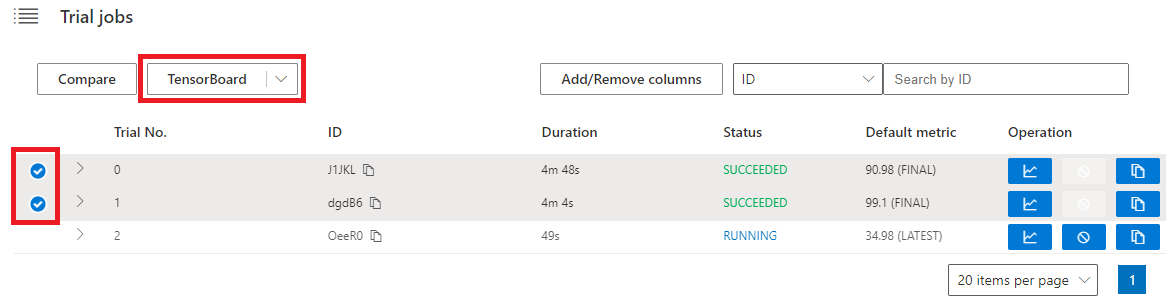 Trial jobs
Compare TensorBoard Add/Remove columns ID Search by ID
Trial No. ID Duration Status Default metric Operation
0 J1JKL 4m 48s SUCCEEDED 90.98 (FINAL)
1 dgdB6 4m 4s SUCCEEDED 99.1 (FINAL)
2 OeeR0 49s RUNNING 34.98 (LATEST)
20 items per page 1